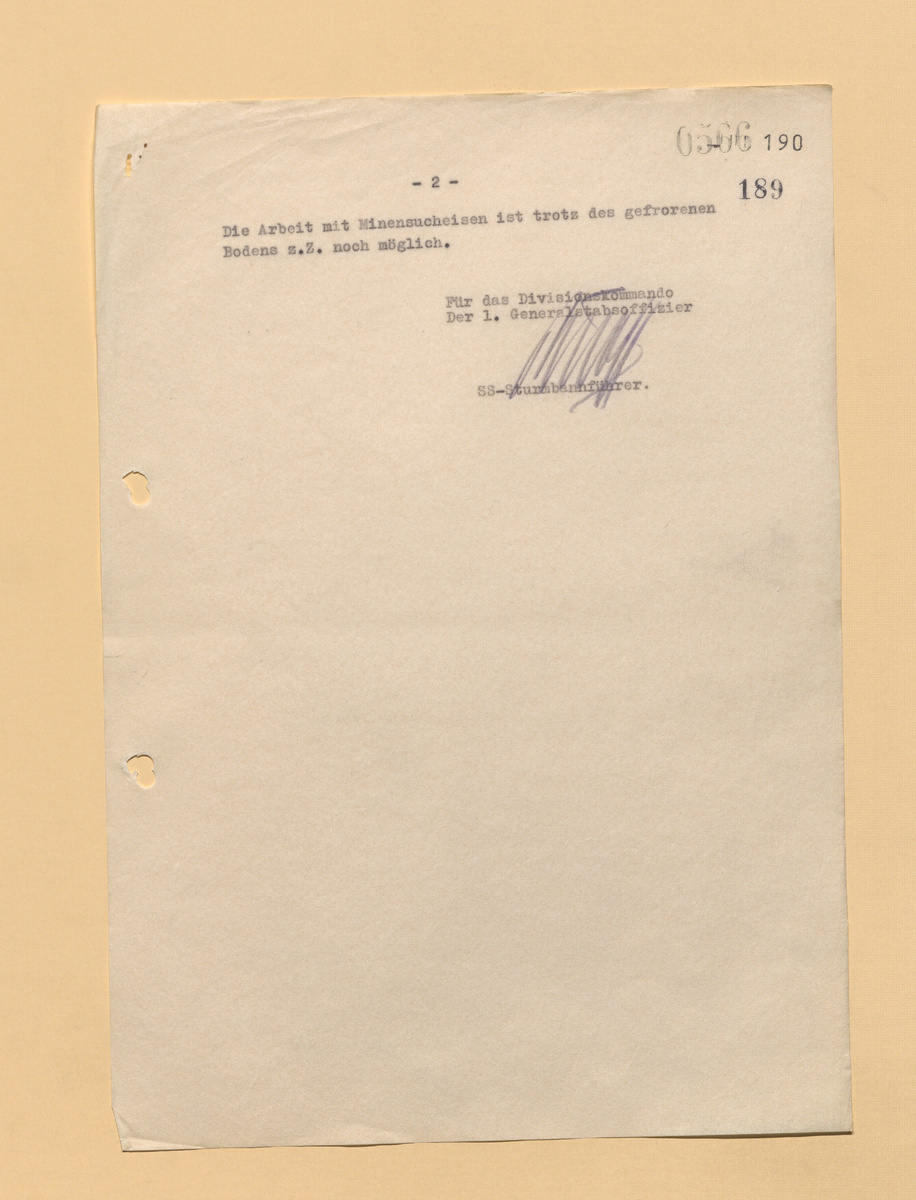 0566 190
189
- 2 -
Die Arbeit mit Minensucheisen ist trotz des gefrorenen
Bodens z.Z. noch möglich.
Für das Divisionskommando
Der 1. Generalstabsoffizier
SS-Sturmbannführer.